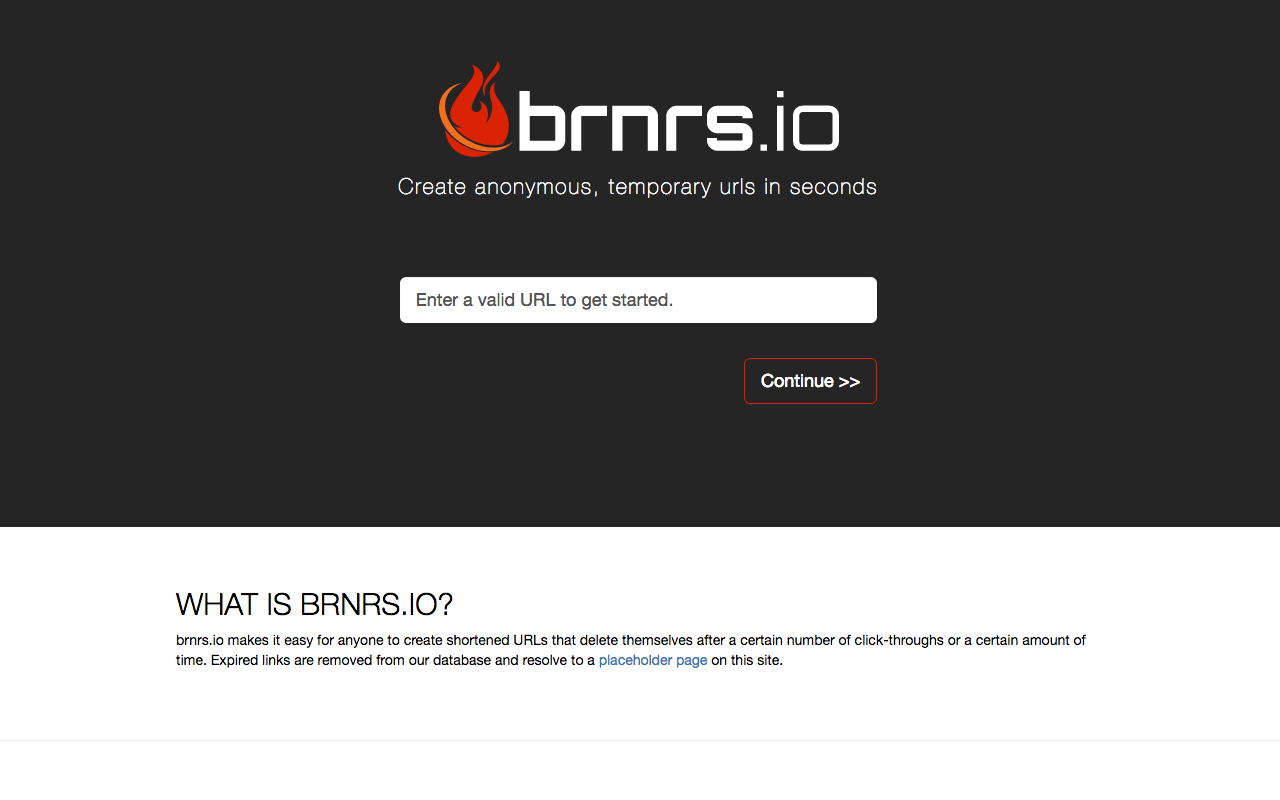 brnrs.io
Create anonymous, temporary urls in seconds
Enter a valid URL to get started.
Continue >>
WHAT IS BRNRS.IO?
brnrs.io makes it easy for anyone to create shortened URLs that delete themselves after a certain number of click-throughs or a certain amount of
time. Expired links are removed from our database and resolve to a placeholder page on this site.